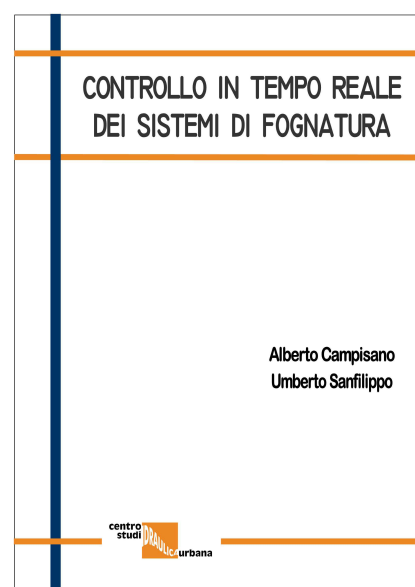 CONTROLLO IN TEMPO REALE
DEI SISTEMI DI FOGNATURA
Alberto Campisano
Umberto Sanfilippo
centro
studi
IDRAULICA
urbana